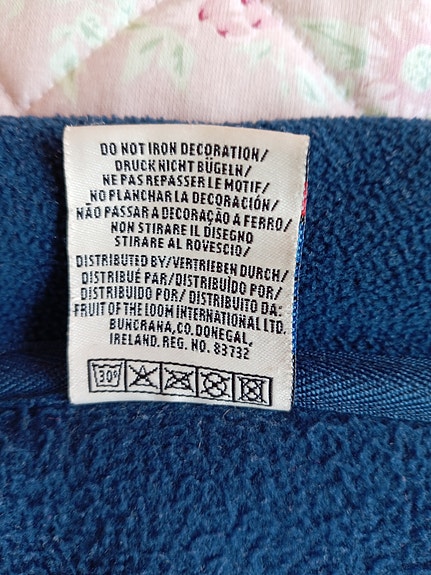 DO NOT IRON DECORATION/
DRUCK NICHT BÜGELN/
NE PAS REPASSER LE MOTIF/
NO PLANCHAR LA DECORACIÓN/
NÃO PASSAR A DECORAÇÃO A FERRO/
NON STIRARE IL DISEGNO
STIRARE AL ROVESCIO/
DISTRIBUTED BY/VERTRIEBEN DURCH/
DISTRIBUÉ PAR/DISTRIBUÏDO POR/
DISTRIBUIDO POR/ DISTRIBUITO DA:
FRUIT OF THE LOOM INTERNATIONAL LTD.
BUNCRANA, CO. DONEGAL,
IRELAND. REG. NO. 83732
30°